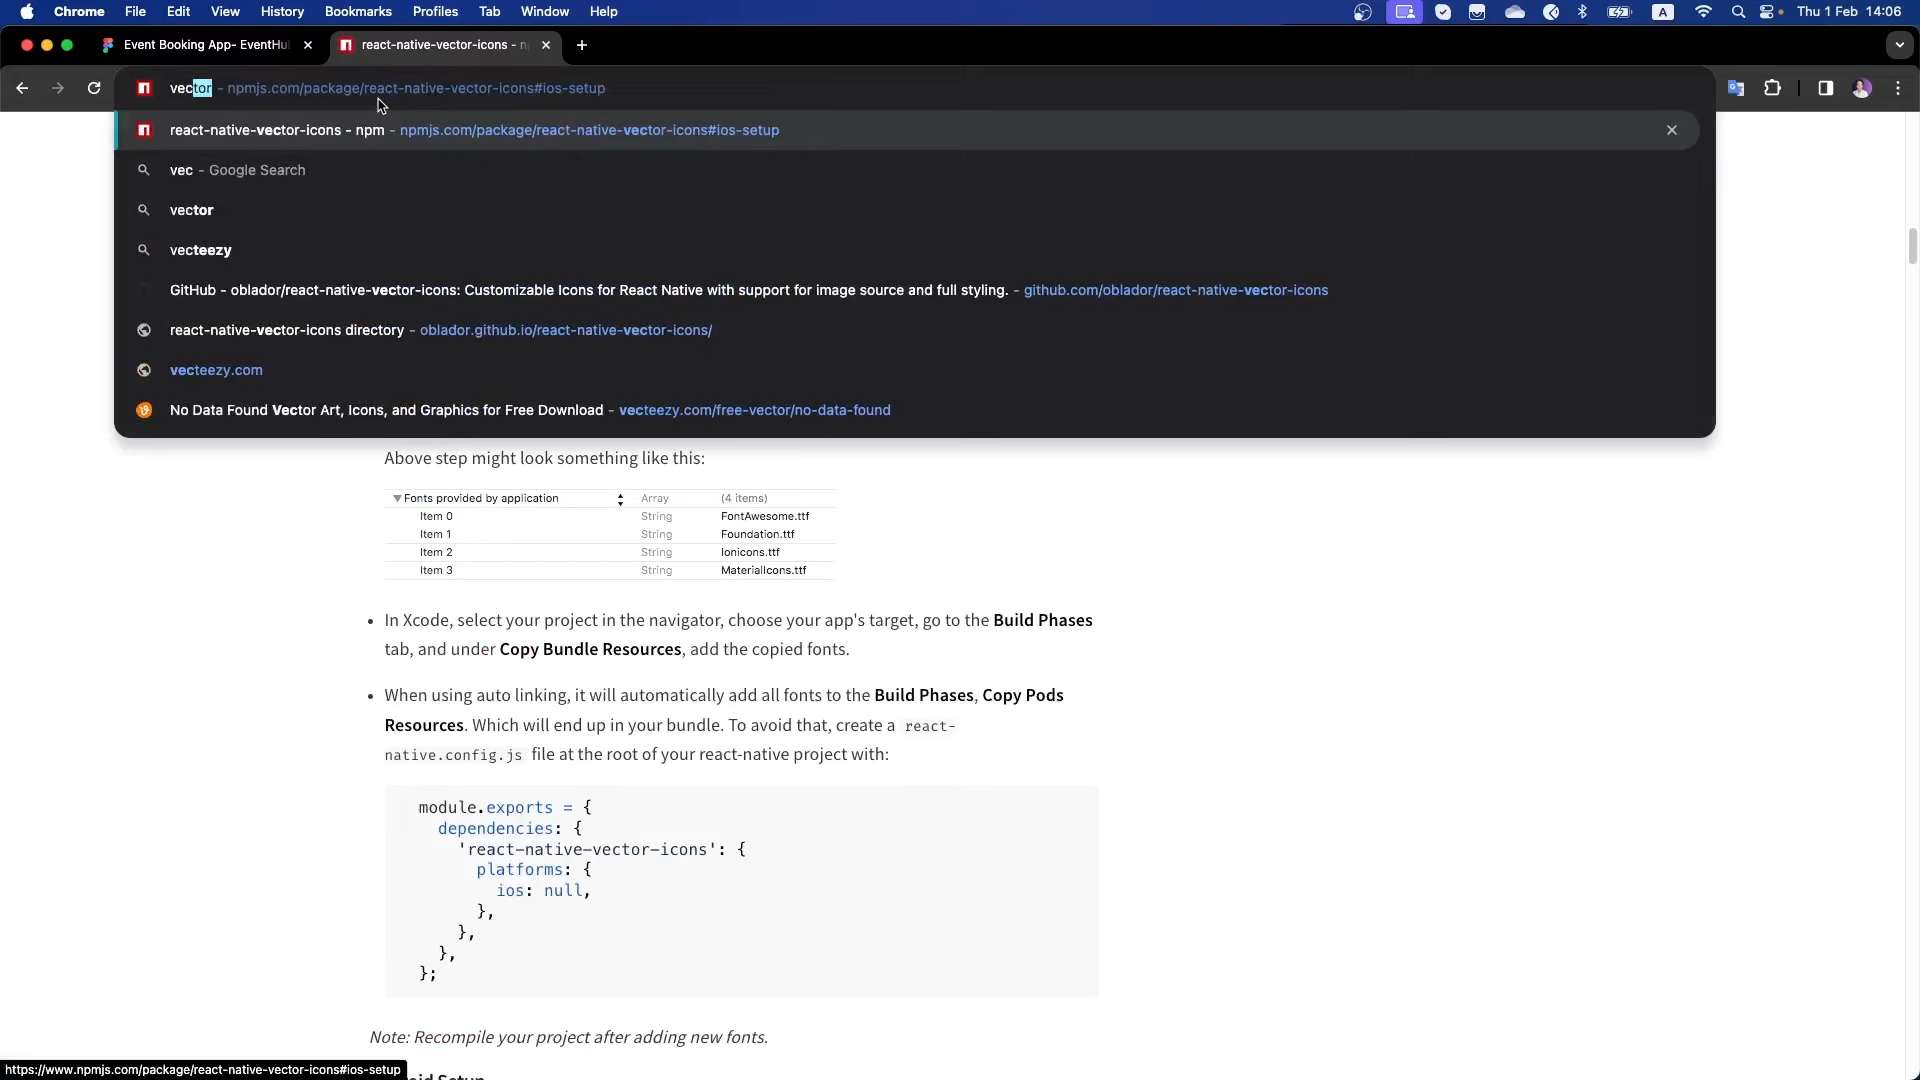 Chrome File Edit View History Bookmarks Profiles Tab Window Help
A Thu 1 Feb 14:06
Event Booking App- EventHu
react-native-vector-icons - n
vector - npmjs.com/package/react-native-vector-icons#ios-setup
react-native-vector-icons - npm - npmjs.com/package/react-native-vector-icons#ios-setup
vec - Google Search
vector
vecteezy
GitHub - oblador/react-native-vector-icons: Customizable Icons for React Native with support for image source and full styling. - github.com/oblador/react-native-vector-icons
react-native-vector-icons directory - oblador.github.io/react-native-vector-icons/
vecteezy.com
No Data Found Vector Art, Icons, and Graphics for Free Download - vecteezy.com/free-vector/no-data-found
Above step might look something like this:
Fonts provided by application Array (4 items)
Item 0 String FontAwesome.ttf
Item 1 String Foundation.ttf
Item 2 String Ionicons.ttf
Item 3 String MaterialIcons.ttf
• In Xcode, select your project in the navigator, choose your app's target, go to the Build Phases
tab, and under Copy Bundle Resources, add the copied fonts.
• When using auto linking, it will automatically add all fonts to the Build Phases, Copy Pods
Resources. Which will end up in your bundle. To avoid that, create a react-
native.config.js file at the root of your react-native project with:
module.exports = {
dependencies: {
'react-native-vector-icons': {
platforms: {
ios: null,
},
},
},
};
Note: Recompile your project after adding new fonts.
https://www.npmjs.com/package/react-native-vector-icons#ios-setup